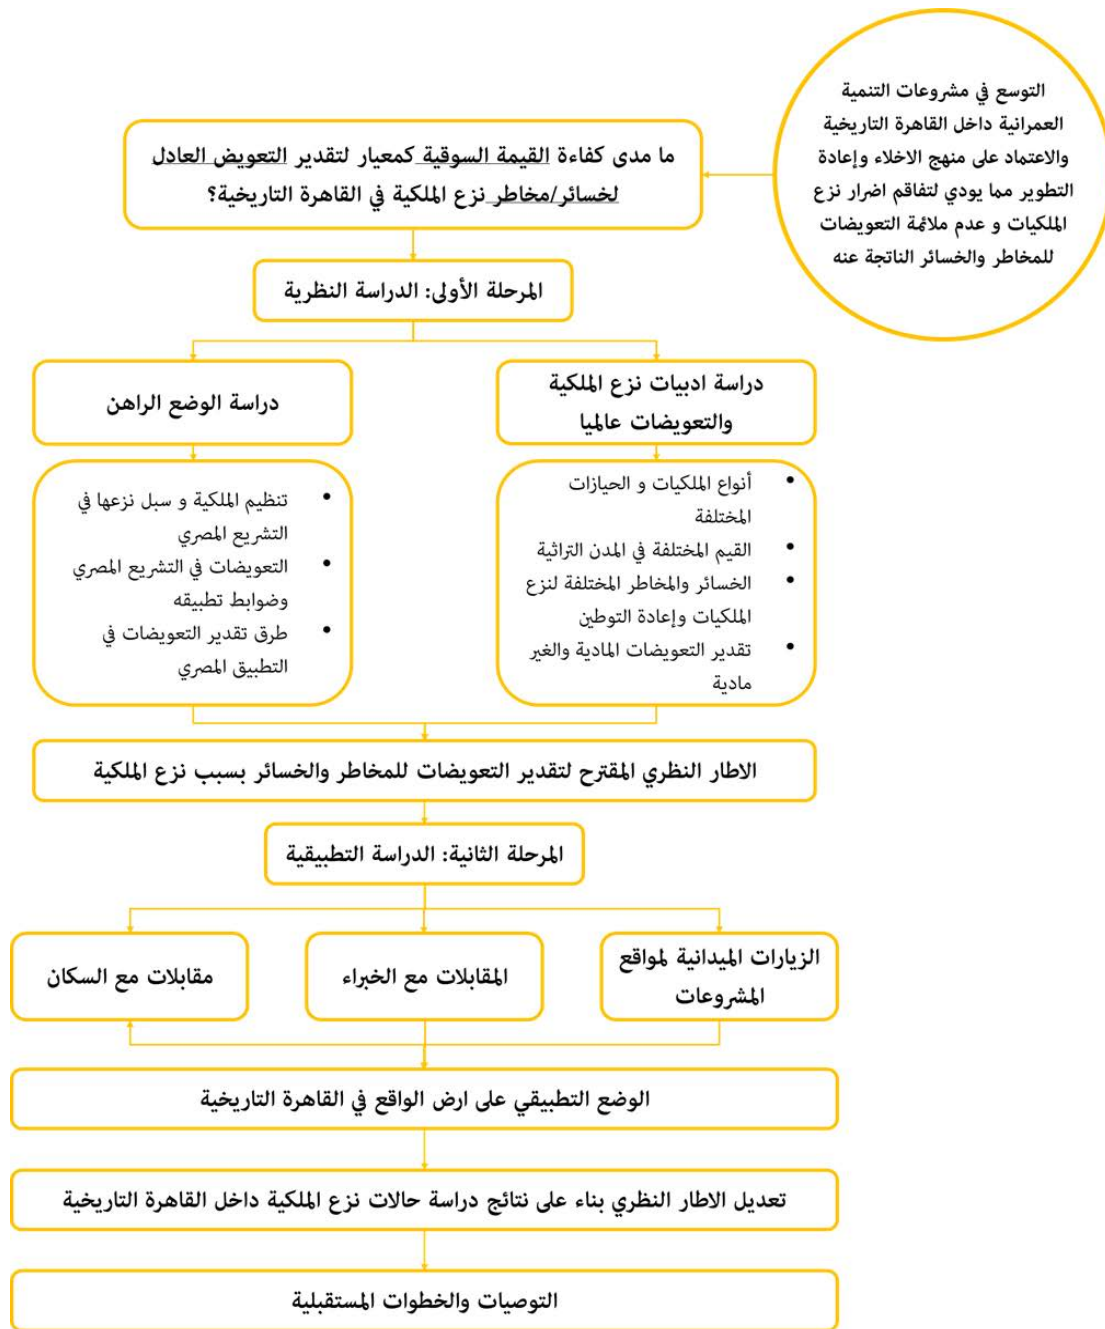 التوسع في مشروعات التنمية
العمرانية داخل القاهرة التاريخية
والاعتماد على منهج الاخلاء وإعادة
التطوير مما يودي لتفاقم اضرار نزع
الملكيات و عدم ملائمة التعويضات
للمخاطر والخسائر الناتجة عنه
ما مدى كفاءة القيمة السوقية كمعيار لتقدير التعويض العادل
لخسائر/مخاطر نزع الملكية في القاهرة التاريخية؟
المرحلة الأولى: الدراسة النظرية
دراسة ادبيات نزع الملكية
والتعويضات عالميا
• أنواع الملكيات و الحيازات
المختلفة
• القيم المختلفة في المدن التراثية
• الخسائر والمخاطر المختلفة لنزع
الملكيات وإعادة التوطين
• تقدير التعويضات المادية والغير
مادية
دراسة الوضع الراهن
• تنظيم الملكية و سبل نزعها في
التشريع المصري
• التعويضات في التشريع المصري
وضوابط تطبيقه
• طرق تقدير التعويضات في
التطبيق المصري
الاطار النظري المقترح لتقدير التعويضات للمخاطر والخسائر بسبب نزع الملكية
المرحلة الثانية: الدراسة التطبيقية
الزيارات الميدانية لمواقع
المشروعات
المقابلات مع الخبراء
مقابلات مع السكان
الوضع التطبيقي على ارض الواقع في القاهرة التاريخية
تعديل الاطار النظري بناء على نتائج دراسة حالات نزع الملكية داخل القاهرة التاريخية
التوصيات والخطوات المستقبلية